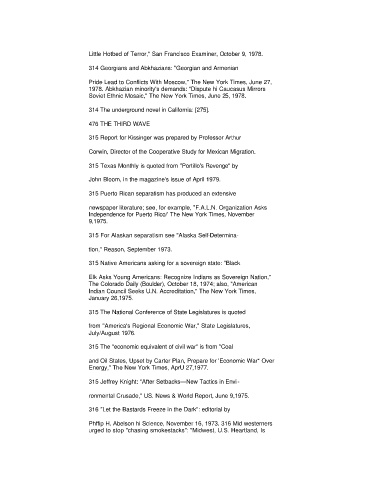 Little Hotbed of Terror," San Francisco Examiner, October 9, 1978.
314 Georgians and Abkhazians: "Georgian and Armenian
Pride Lead to Conflicts With Moscow," The New York Times, June 27,
1978. Abkhazian minority's demands: "Dispute hi Caucasus Mirrors
Soviet Ethnic Mosaic," The New York Times, June 25, 1978.
314 The underground novel in California: [275].
476 THE THIRD WAVE
315 Report for Kissinger was prepared by Professor Arthur
Corwin, Director of the Cooperative Study for Mexican Migration.
315 Texas Monthly is quoted from "Portillo's Revenge" by
John Bloom, in the magazine's issue of April 1979.
315 Puerto Rican separatism has produced an extensive
newspaper literature; see, for example, "F.A.L.N. Organization Asks
Independence for Puerto Rico/' The New York Times, November
9,1975.
315 For Alaskan separatism see "Alaska Self-Determina-
tion," Reason, September 1973.
315 Native Americans asking for a sovereign state: "Black
Elk Asks Young Americans: Recognize Indians as Sovereign Nation,"
The Colorado Daily (Boulder), October 18, 1974; also, "American
Indian Council Seeks U.N. Accreditation," The New York Times,
January 26,1975.
315 The National Conference of State Legislatures is quoted
from "America's Regional Economic War," State Legislatures,
July/August 1976.
315 The "economic equivalent of civil war" is from "Coal
and Oil States, Upset by Carter Plan, Prepare for 'Economic War" Over
Energy," The New York Times, AprU 27,1977.
315 Jeffrey Knight: "After Setbacks—New Tactics in Envi-
ronmental Crusade," US. News & World Report, June 9,1975.
316 "Let the Bastards Freeze in the Dark": editorial by
Phffip H. Abelson hi Science, November 16, 1973. 316 Mid westerners
urged to stop "chasing smokestacks": "Midwest, U.S. Heartland, Is